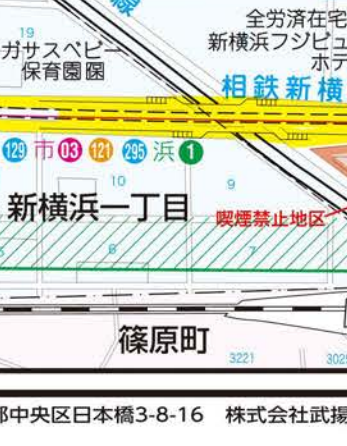 線
19
ガサスベビー
保育園園
全労済在宅
新横浜フジビュ
ホテ
相鉄新横
129 市 03 121 295 浜 1
10
9
新横浜一丁目
喫煙禁止地区
6
7
篠原町
3221
302
部中央区日本橋3-8-16 株式会社武揚